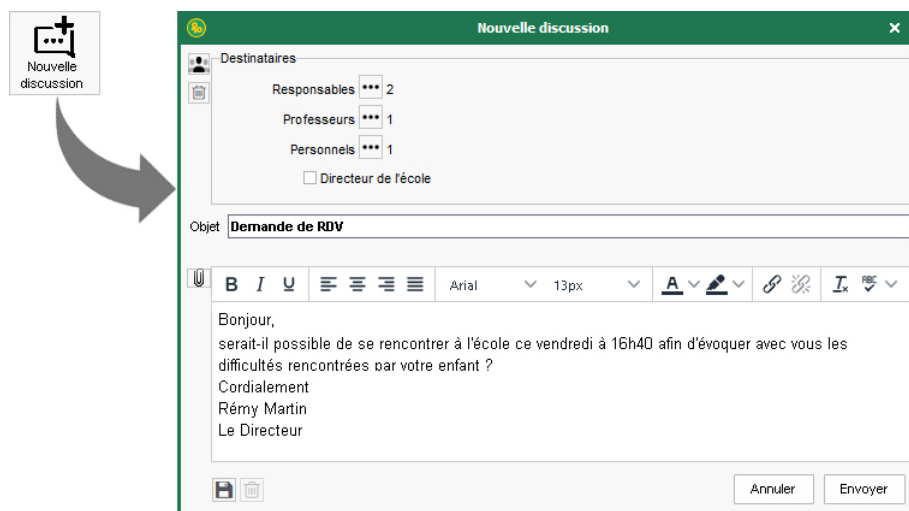 Nouvelle
discussion
Nouvelle discussion
Destinataires
Responsables ••• 2
Professeurs ••• 1
Personnels ••• 1
Directeur de l'école
Objet Demande de RDV
B I U Arial 13px A Tx ABC
Bonjour,
serait-il possible de se rencontrer à l'école ce vendredi à 16h40 afin d'évoquer avec vous les
difficultés rencontrées par votre enfant ?
Cordialement
Rémy Martin
Le Directeur
Annuler Envoyer